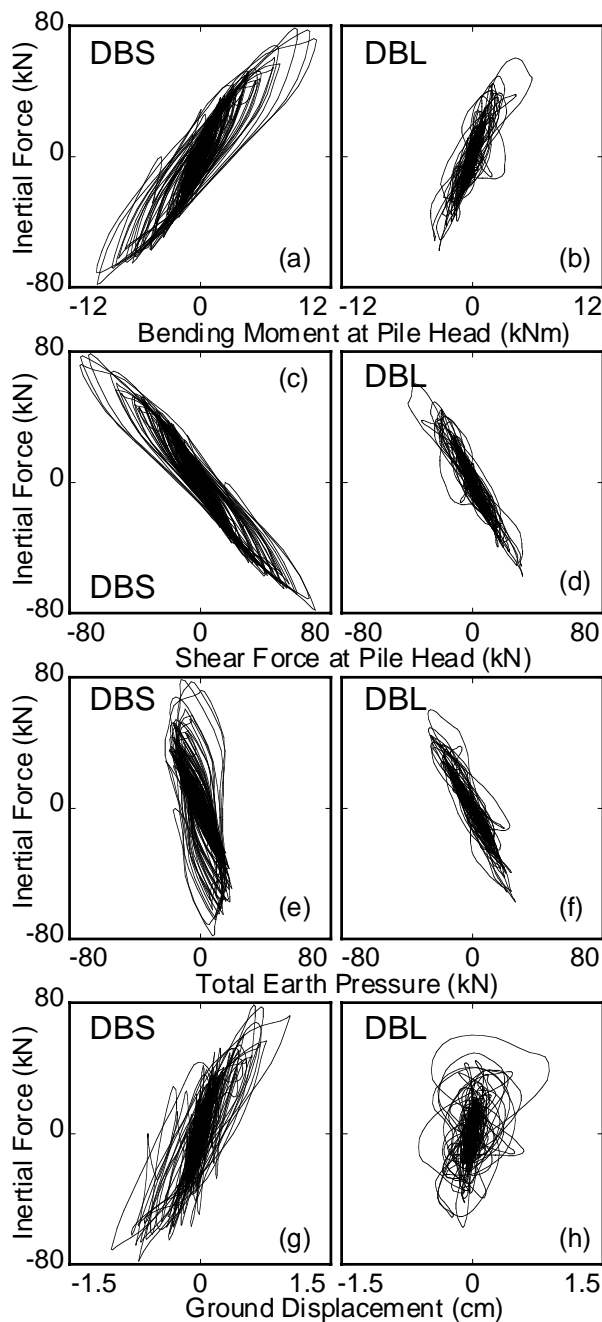 80
DBS
DBL
Inertial Force (kN)
0
(a)
(b)
-80
-12 0 12 -12 0 12
Bending Moment at Pile Head (kNm)
80
(c)
DBL
Inertial Force (kN)
0
DBS
(d)
-80
-80 0 80 -80 0 80
Shear Force at Pile Head (kN)
80
DBS
DBL
Inertial Force (kN)
0
(e)
(f)
-80
-80 0 80 -80 0 80
Total Earth Pressure (kN)
80
DBS
DBL
Inertial Force (kN)
0
(g)
(h)
-80
-1.5 0 1.5 -1.5 0 1.5
Ground Displacement (cm)